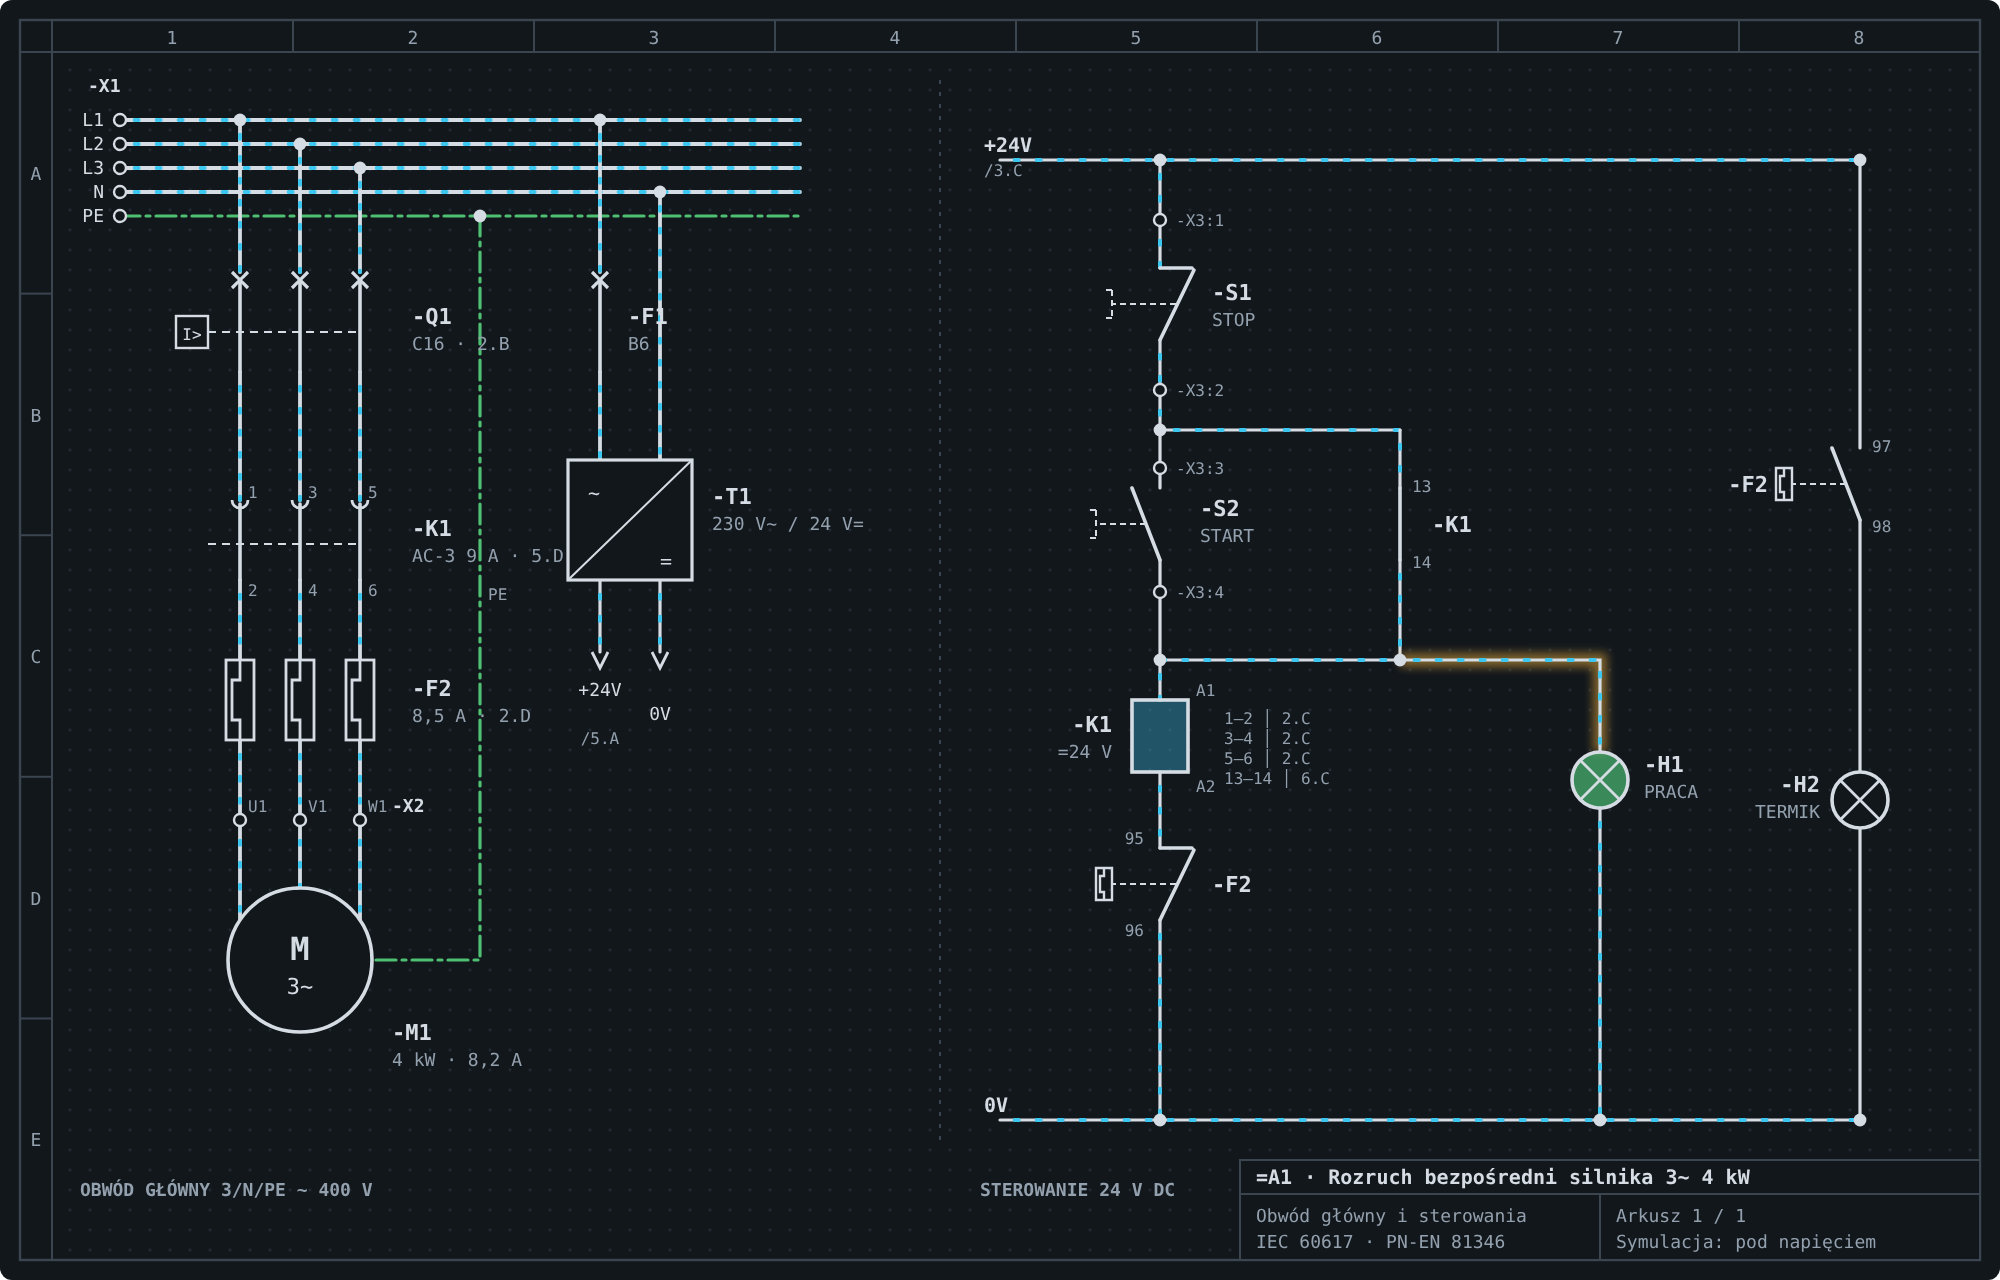 1 2 3 4 5 6 7 8
A
B
C
D
E
-X1
L1
L2
L3
N
PE
I>
-Q1
C16 · 2.B
-F1
B6
1 3 5
-K1
AC-3 9 A · 5.D
2 4 6
PE
~
=
-T1
230 V~ / 24 V=
+24V
0V
/5.A
-F2
8,5 A · 2.D
U1 V1 W1 -X2
M
3~
-M1
4 kW · 8,2 A
OBWÓD GŁÓWNY 3/N/PE ~ 400 V
+24V
/3.C
-X3:1
-S1
STOP
-X3:2
-X3:3
-S2
START
-X3:4
13
-K1
14
A1
-K1
=24 V
1–2 | 2.C
3–4 | 2.C
5–6 | 2.C
13–14 | 6.C
A2
95
-F2
96
-H1
PRACA
97
-F2
98
-H2
TERMIK
0V
STEROWANIE 24 V DC
=A1 · Rozruch bezpośredni silnika 3~ 4 kW
Obwód główny i sterowania
IEC 60617 · PN-EN 81346
Arkusz 1 / 1
Symulacja: pod napięciem